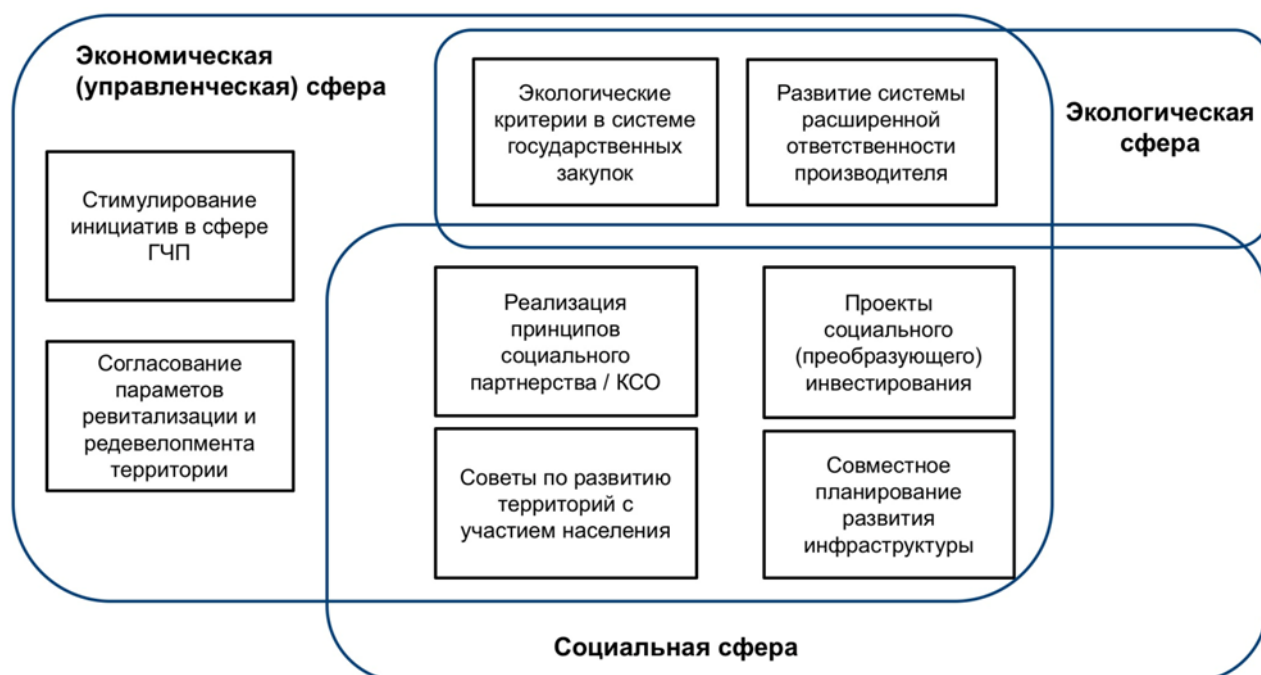 Экономическая
(управленческая) сфера
Экологические
критерии в системе
государственных
закупок
Развитие системы
расширенной
ответственности
производителя
Экологическая
сфера
Стимулирование
инициатив в сфере
ГЧП
Согласование
параметов
ревитализации и
редевелопмента
территории
Реализация
принципов
социального
партнерства / КСО
Проекты
социального
(преобразующего)
инвестирования
Советы по развитию
территорий с
участием населения
Совместное
планирование
развития
инфраструктуры
Социальная сфера